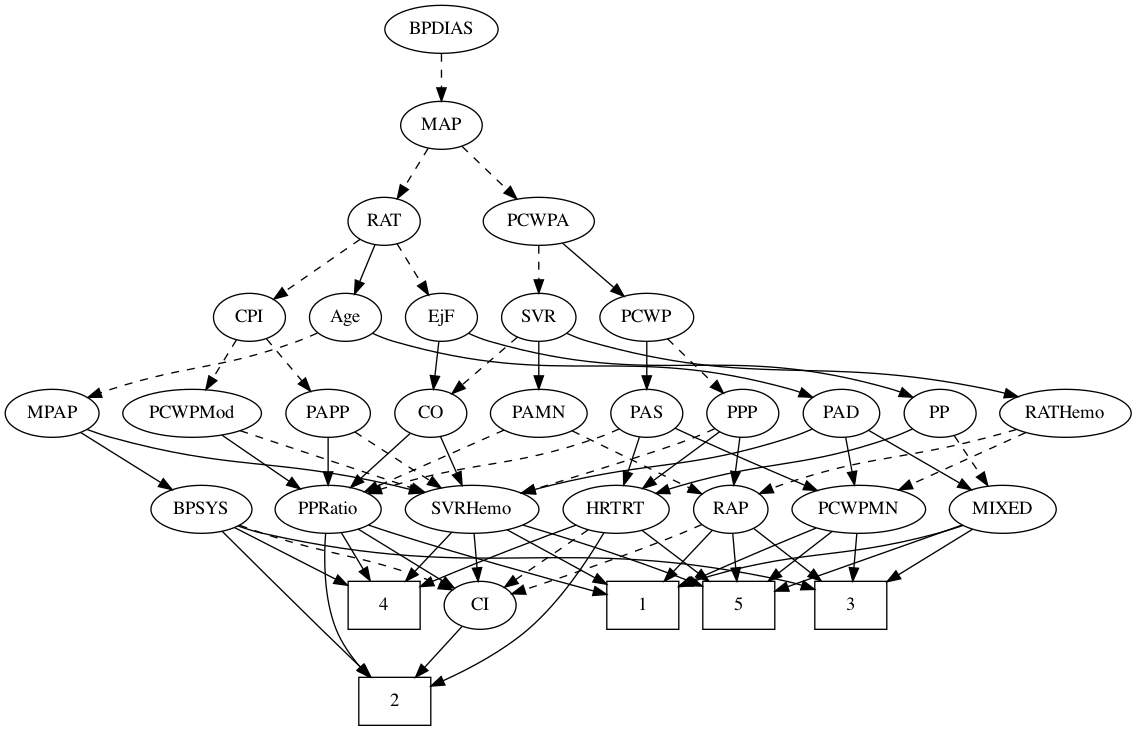 BPDIAS
MAP
RAT PCWPA
CPI Age EjF SVR PCWP
MPAP PCWPMod PAPP CO PAMN PAS PPP PAD PP RATHemo
BPSYS PPRatio SVRHemo HRTRT RAP PCWPMN MIXED
4 CI 1 5 3
2